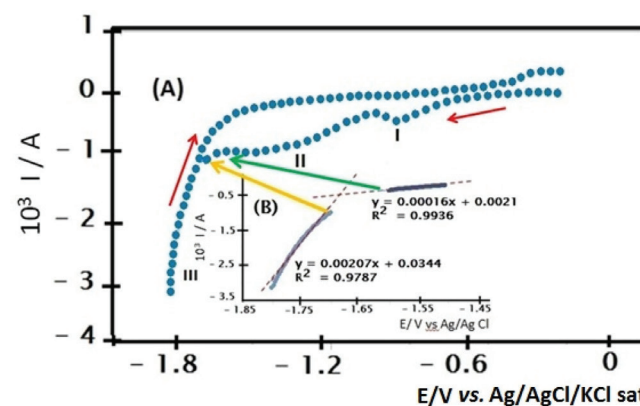 1
0
- 1
- 2
- 3
- 4
10³ I / A
(A)
I
II
III
(B)
- 0.5
- 1.5
- 2.5
- 3.5
10³ I / A
y = 0.00016x + 0.0021
R² = 0.9936
y = 0.00207x + 0.0344
R² = 0.9787
- 1.85 - 1.75 - 1.65 - 1.55 - 1.45
E/ V vs Ag/Ag Cl
- 1.8 - 1.2 - 0.6 0
E/V vs. Ag/AgCl/KCl sat